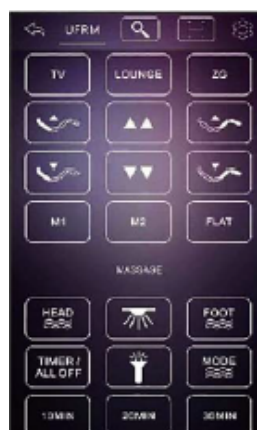 UFRM
TV LOUNGE ZG
M1 M2 FLAT
MASSAGE
HEAD FOOT
TIMER / MODE
ALL OFF
10MIN 20MIN 30MIN